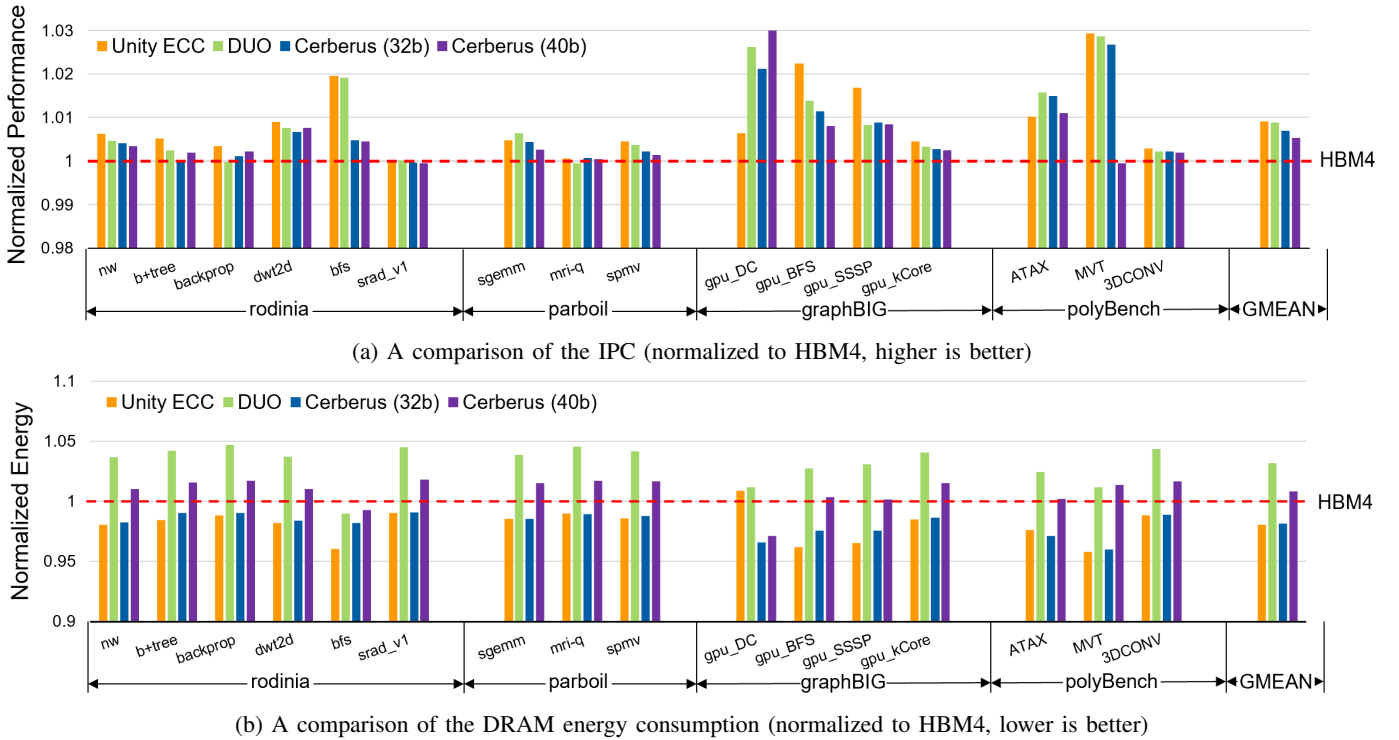 Normalized Performance
1.03
1.02
1.01
1
0.99
0.98
Unity ECC DUO Cerberus (32b) Cerberus (40b)
HBM4
nw b+tree backprop dwt2d bfs srad_v1 sgemm mri-q spmv gpu_DC gpu_BFS gpu_SSSP gpu_kCore ATAX MVT 3DCONV
rodinia parboil graphBIG polyBench GMEAN
(a) A comparison of the IPC (normalized to HBM4, higher is better)
Normalized Energy
1.1
1.05
1
0.95
0.9
Unity ECC DUO Cerberus (32b) Cerberus (40b)
HBM4
nw b+tree backprop dwt2d bfs srad_v1 sgemm mri-q spmv gpu_DC gpu_BFS gpu_SSSP gpu_kCore ATAX MVT 3DCONV
rodinia parboil graphBIG polyBench GMEAN
(b) A comparison of the DRAM energy consumption (normalized to HBM4, lower is better)